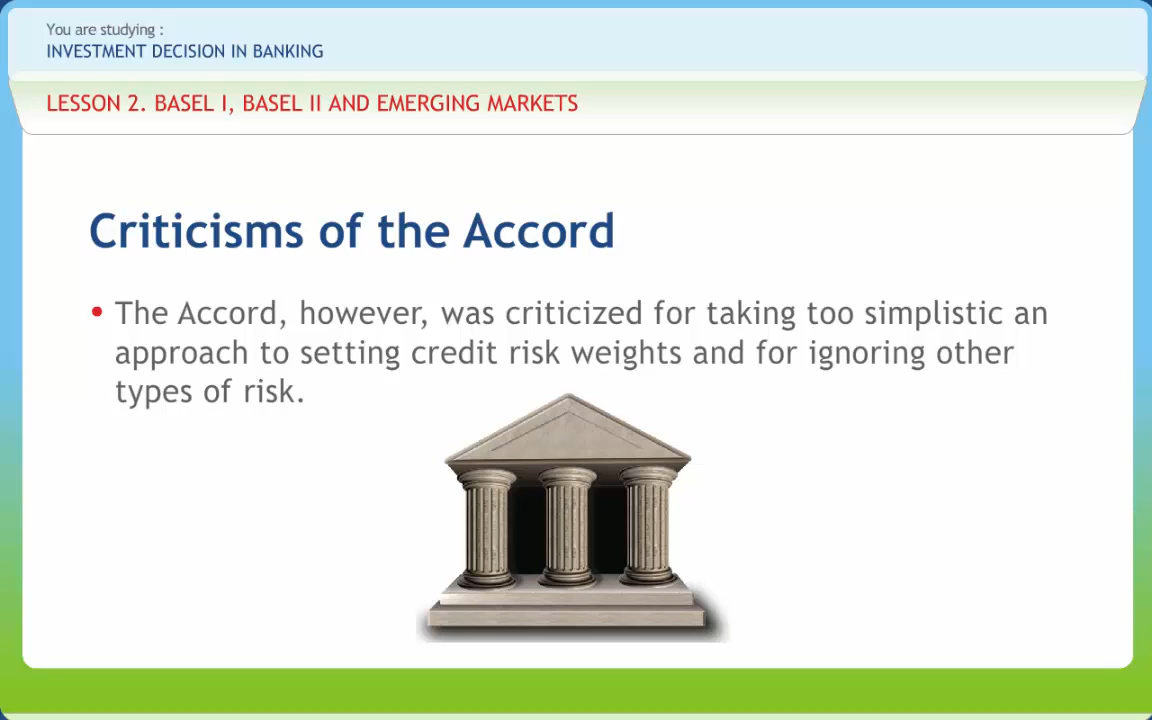 You are studying :
INVESTMENT DECISION IN BANKING
LESSON 2. BASEL I, BASEL II AND EMERGING MARKETS
Criticisms of the Accord
• The Accord, however, was criticized for taking too simplistic an
approach to setting credit risk weights and for ignoring other
types of risk.